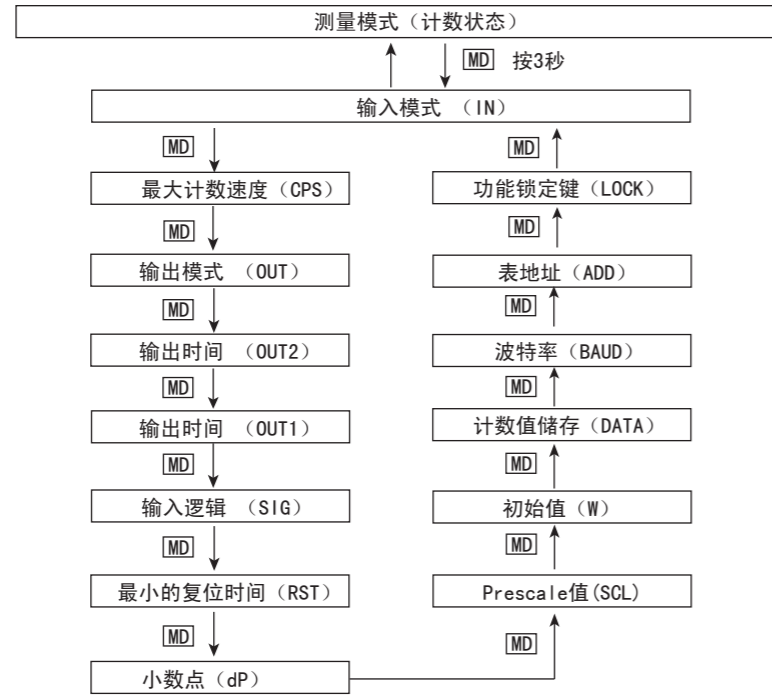 测量模式（计数状态）
MD 按3秒
输入模式 （IN）
MD
最大计数速度（CPS）
MD
输出模式 （OUT）
MD
输出时间 （OUT2）
MD
输出时间 （OUT1）
MD
输入逻辑 （SIG）
MD
最小的复位时间（RST）
MD
小数点（dP）
MD
Prescale值(SCL)
MD
初始值（W）
MD
计数值储存（DATA）
MD
波特率（BAUD）
MD
表地址（ADD）
MD
功能锁定键（LOCK）
MD